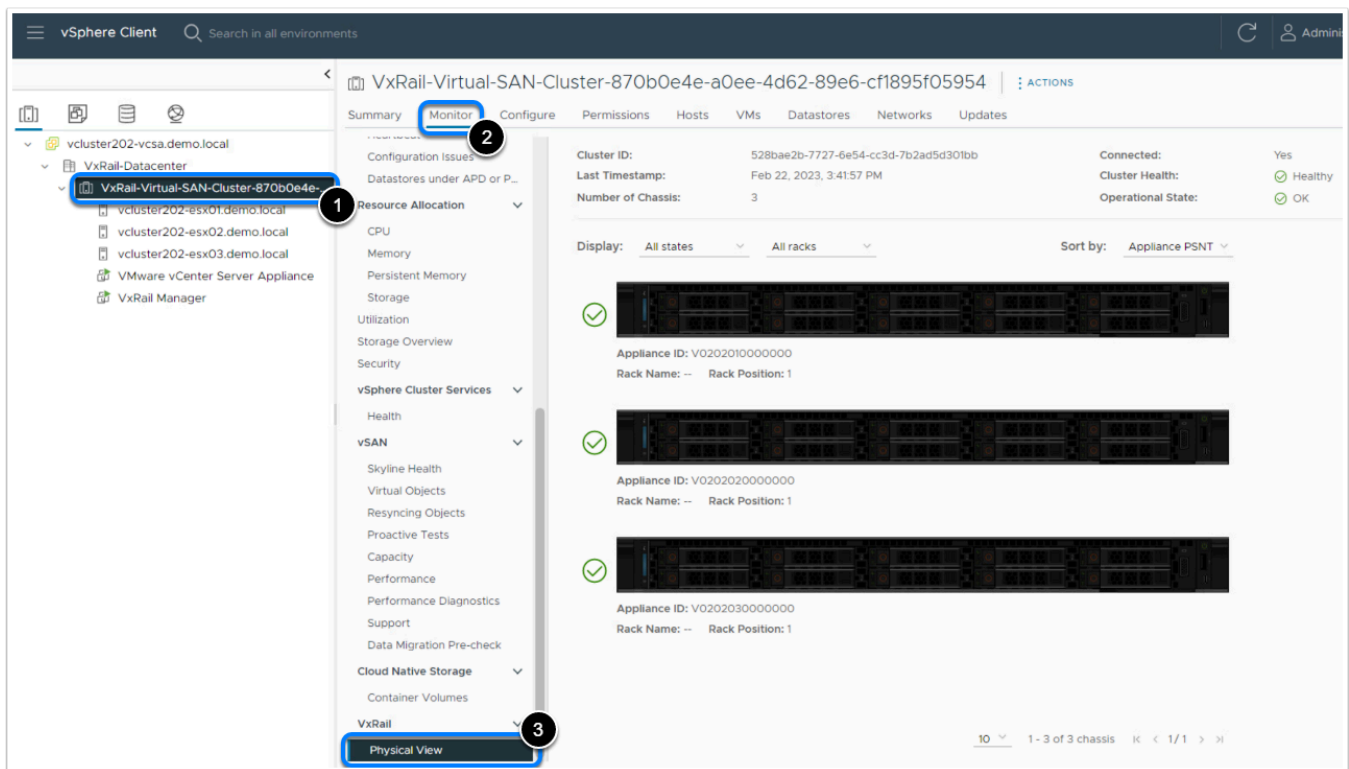 vSphere Client
Search in all environments
VxRail-Virtual-SAN-Cluster-870b0e4e-a0ee-4d62-89e6-cf1895f05954
ACTIONS
Summary Monitor Configure Permissions Hosts VMs Datastores Networks Updates
2
vcluster202-vcsa.demo.local
VxRail-Datacenter
VxRail-Virtual-SAN-Cluster-870b0e4e-...
1
vcluster202-esx01.demo.local
vcluster202-esx02.demo.local
vcluster202-esx03.demo.local
VMware vCenter Server Appliance
VxRail Manager
Configuration Issues
Datastores under APD or P...
Resource Allocation
CPU
Memory
Persistent Memory
Storage
Utilization
Storage Overview
Security
vSphere Cluster Services
Health
vSAN
Skyline Health
Virtual Objects
Resyncing Objects
Proactive Tests
Capacity
Performance
Performance Diagnostics
Support
Data Migration Pre-check
Cloud Native Storage
Container Volumes
VxRail
3
Physical View
Cluster ID: 528bae2b-7727-6e54-cc3d-7b2ad5d301bb Connected: Yes
Last Timestamp: Feb 22, 2023, 3:41:57 PM Cluster Health: Healthy
Number of Chassis: 3 Operational State: OK
Display: All states All racks Sort by: Appliance PSNT
Appliance ID: V0202010000000
Rack Name: -- Rack Position: 1
Appliance ID: V0202020000000
Rack Name: -- Rack Position: 1
Appliance ID: V0202030000000
Rack Name: -- Rack Position: 1
10 1 - 3 of 3 chassis 1 / 1